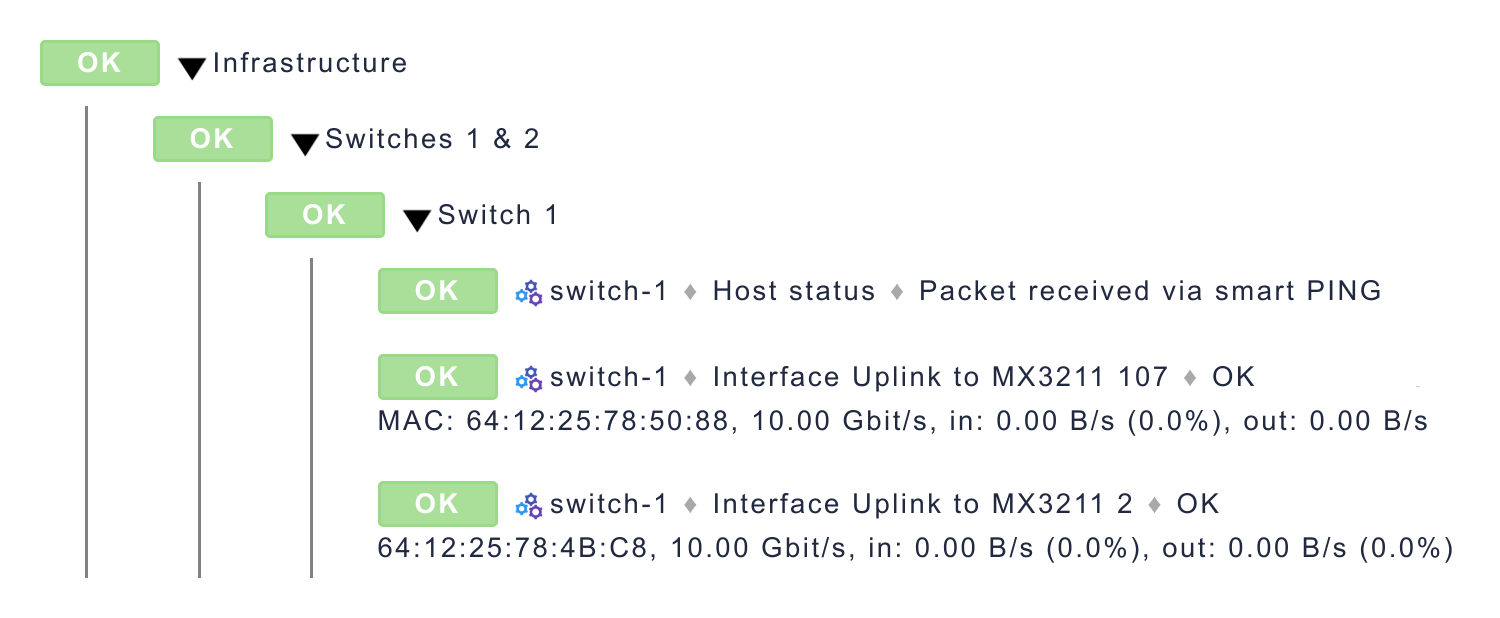 OK Infrastructure
OK Switches 1 & 2
OK Switch 1
OK switch-1 ♦ Host status ♦ Packet received via smart PING
OK switch-1 ♦ Interface Uplink to MX3211 107 ♦ OK
MAC: 64:12:25:78:50:88, 10.00 Gbit/s, in: 0.00 B/s (0.0%), out: 0.00 B/s
OK switch-1 ♦ Interface Uplink to MX3211 2 ♦ OK
64:12:25:78:4B:C8, 10.00 Gbit/s, in: 0.00 B/s (0.0%), out: 0.00 B/s (0.0%)